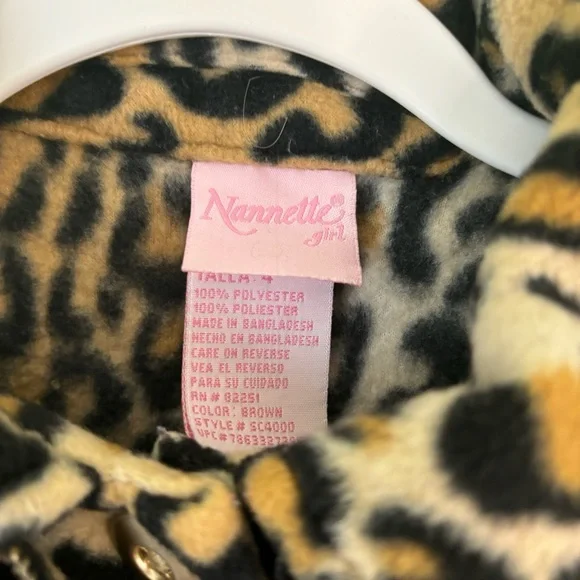 Nannette
girl
TALLA: 4
100% POLYESTER
100% POLIESTER
MADE IN BANGLADESH
HECHO EN BANGLADESH
CARE ON REVERSE
VEA EL REVERSO
PARA SU CUIDADO
RN # 82251
COLOR: BROWN
STYLE # SC4000
UPC#